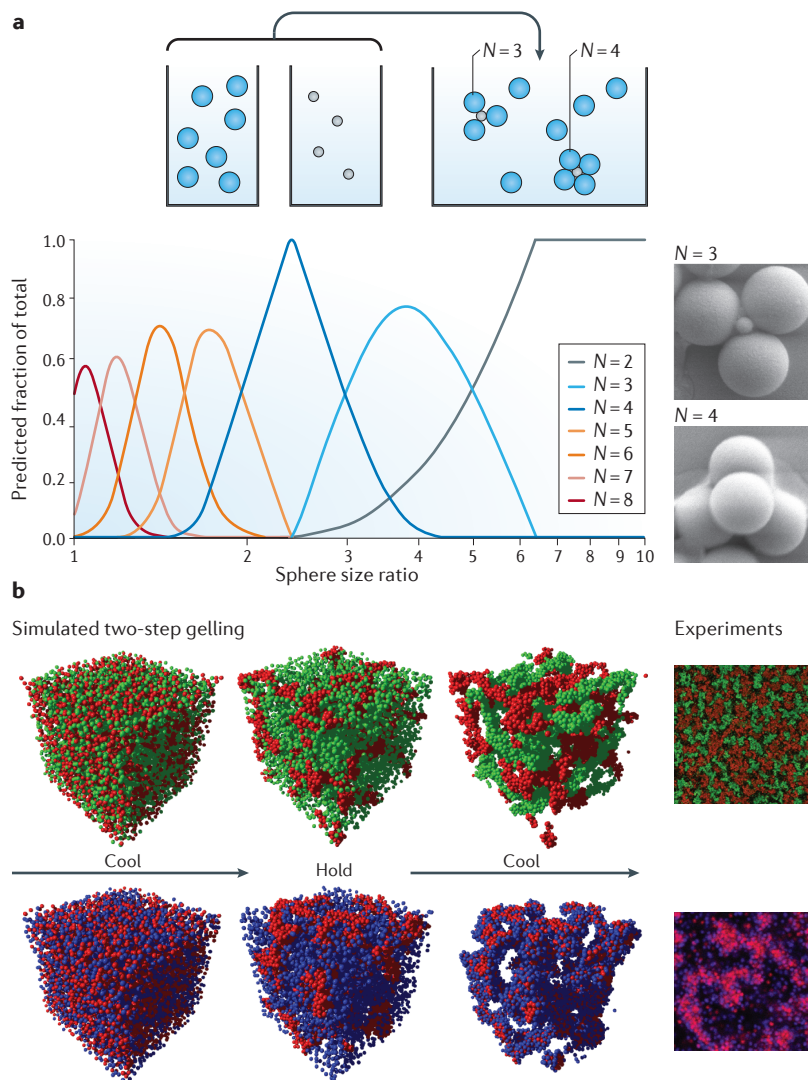 a
N = 3
N = 4
1.0
0.8
0.6
0.4
0.2
0.0
Predicted fraction of total
1
2
3
4
5
6
7
8
9
10
Sphere size ratio
N = 2
N = 3
N = 4
N = 5
N = 6
N = 7
N = 8
N = 3
N = 4
b
Simulated two-step gelling
Experiments
Cool
Hold
Cool